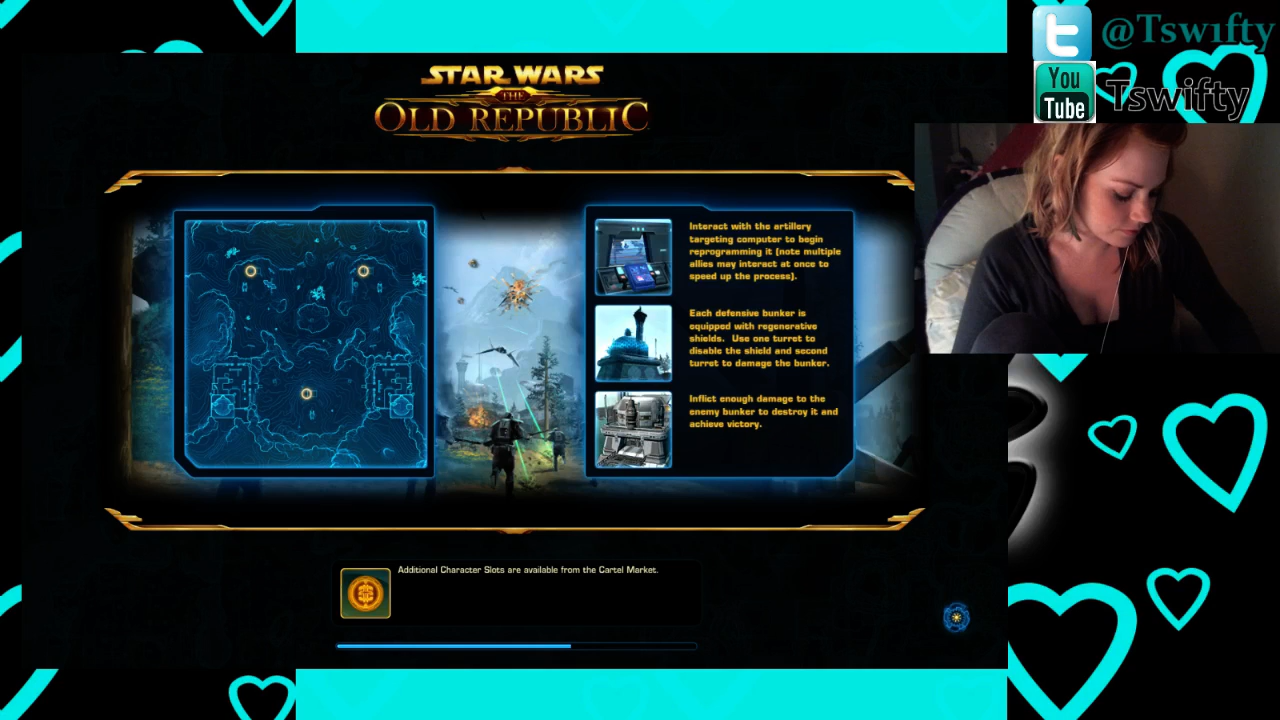 @Tsw1fty
You
Tube
Tswifty
STAR WARS
THE
OLD REPUBLIC
Interact with the artillery
targeting computer to begin
reprogramming it (note multiple
allies may interact at once to
speed up the process).
Each defensive bunker is
equipped with regenerative
shields. Use one turret to
disable the shield and second
turret to damage the bunker.
Inflict enough damage to the
enemy bunker to destroy it and
achieve victory.
Additional Character Slots are available from the Cartel Market.